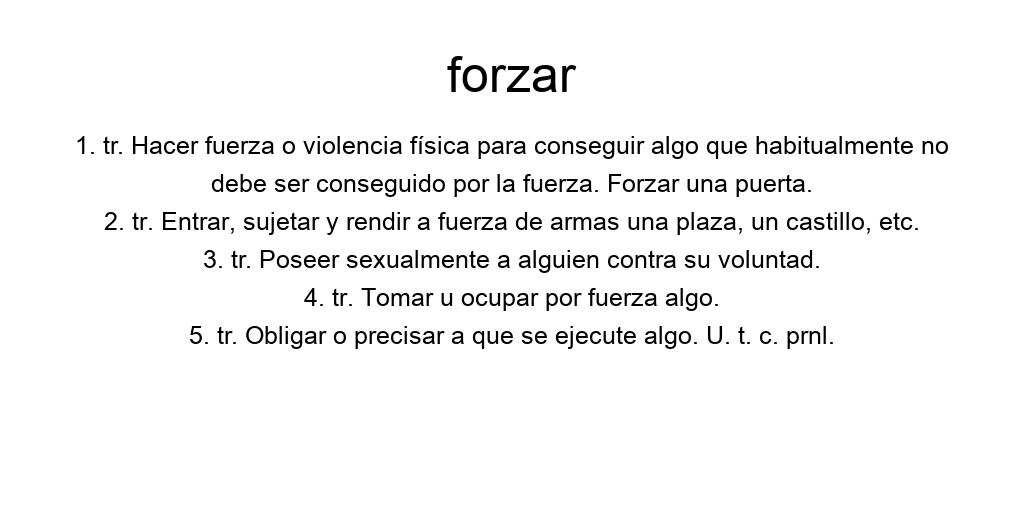 forzar
1. tr. Hacer fuerza o violencia física para conseguir algo que habitualmente no
debe ser conseguido por la fuerza. Forzar una puerta.
2. tr. Entrar, sujetar y rendir a fuerza de armas una plaza, un castillo, etc.
3. tr. Poseer sexualmente a alguien contra su voluntad.
4. tr. Tomar u ocupar por fuerza algo.
5. tr. Obligar o precisar a que se ejecute algo. U. t. c. prnl.